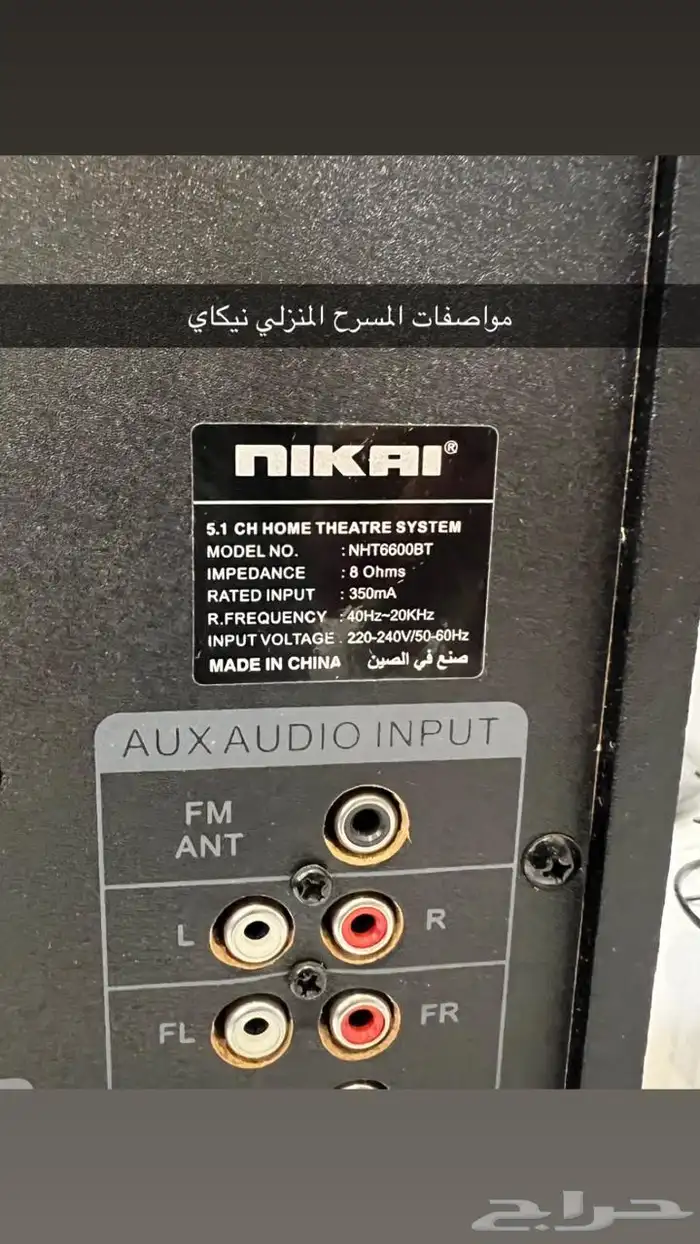 مواصفات المسرح المنزلي نيكاي
NIKAI®
5.1 CH HOME THEATRE SYSTEM
MODEL NO. : NHT6600BT
IMPEDANCE : 8 Ohms
RATED INPUT : 350mA
R.FREQUENCY : 40Hz~20KHz
INPUT VOLTAGE : 220-240V/50-60Hz
MADE IN CHINA صنع في الصين
AUX AUDIO INPUT
FM
ANT
L R
FL FR
حراج